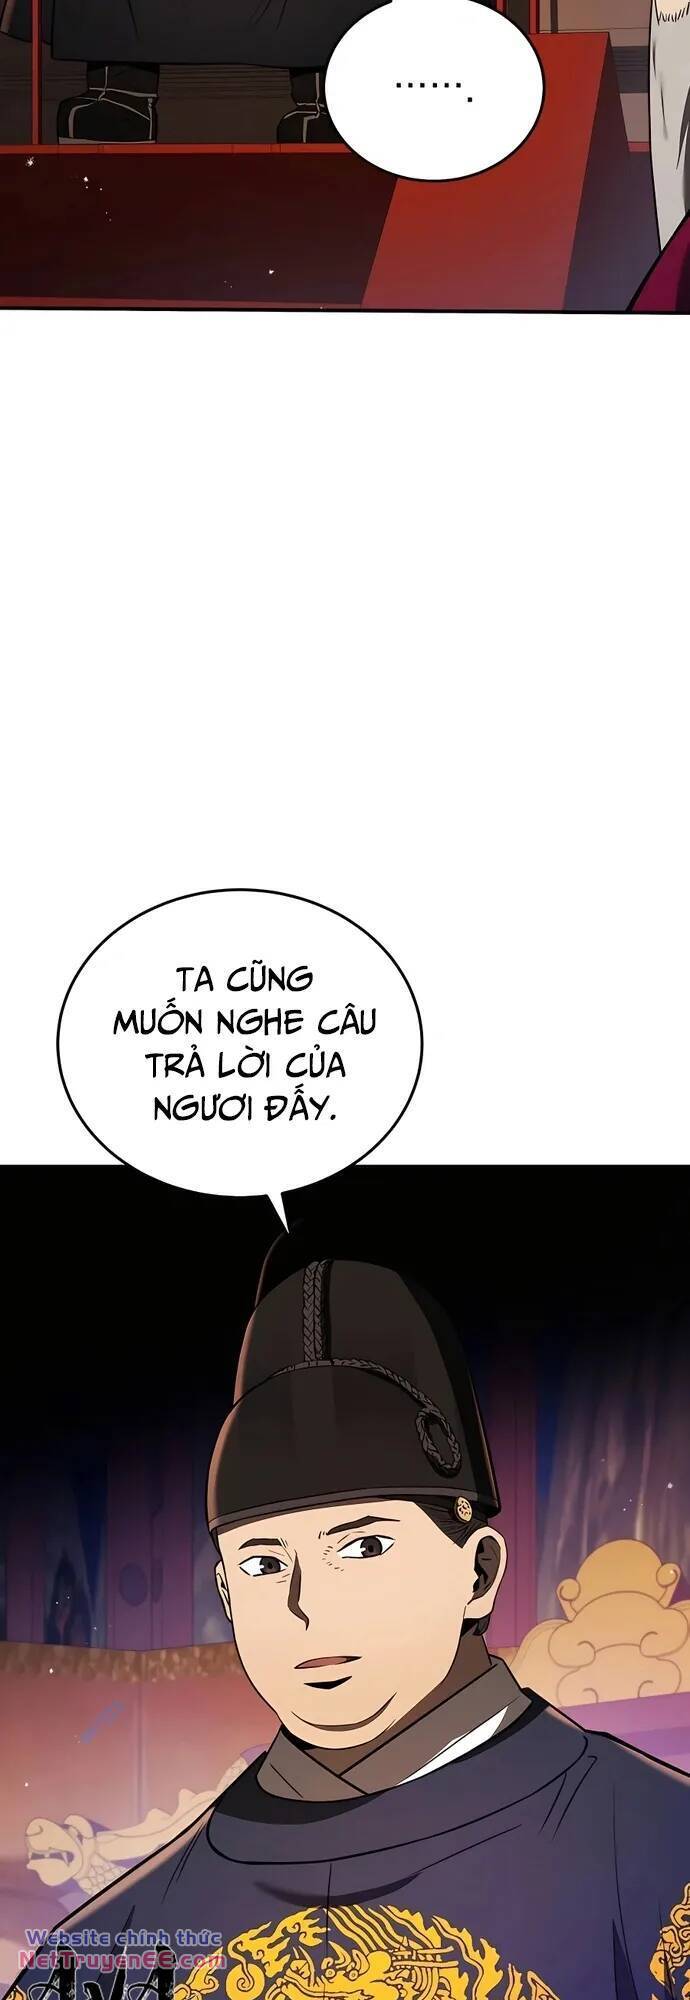 .......
TA CŨNG
MUỐN NGHE CÂU
TRẢ LỜI CỦA
NGƯƠI ĐẤY.
Website chính thức
NetTruyenEE.com